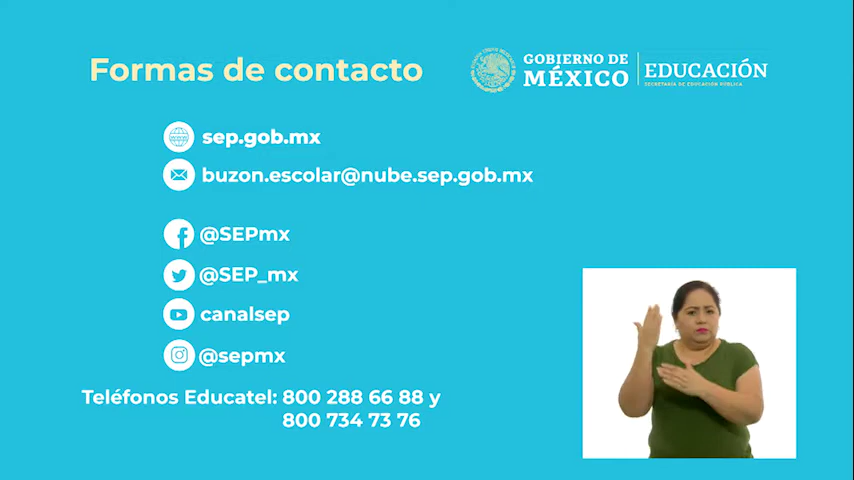 Formas de contacto
GOBIERNO DE
MÉXICO
EDUCACIÓN
SECRETARÍA DE EDUCACIÓN PÚBLICA
www
sep.gob.mx
buzon.escolar@nube.sep.gob.mx
@SEPmx
@SEP_mx
canalsep
@sepmx
Teléfonos Educatel: 800 288 66 88 y
800 734 73 76